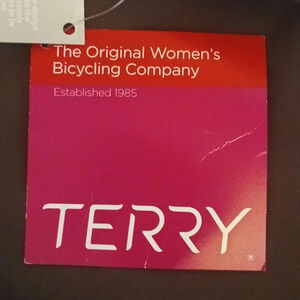 The Original Women's
Bicycling Company
Established 1985
TERRY
®